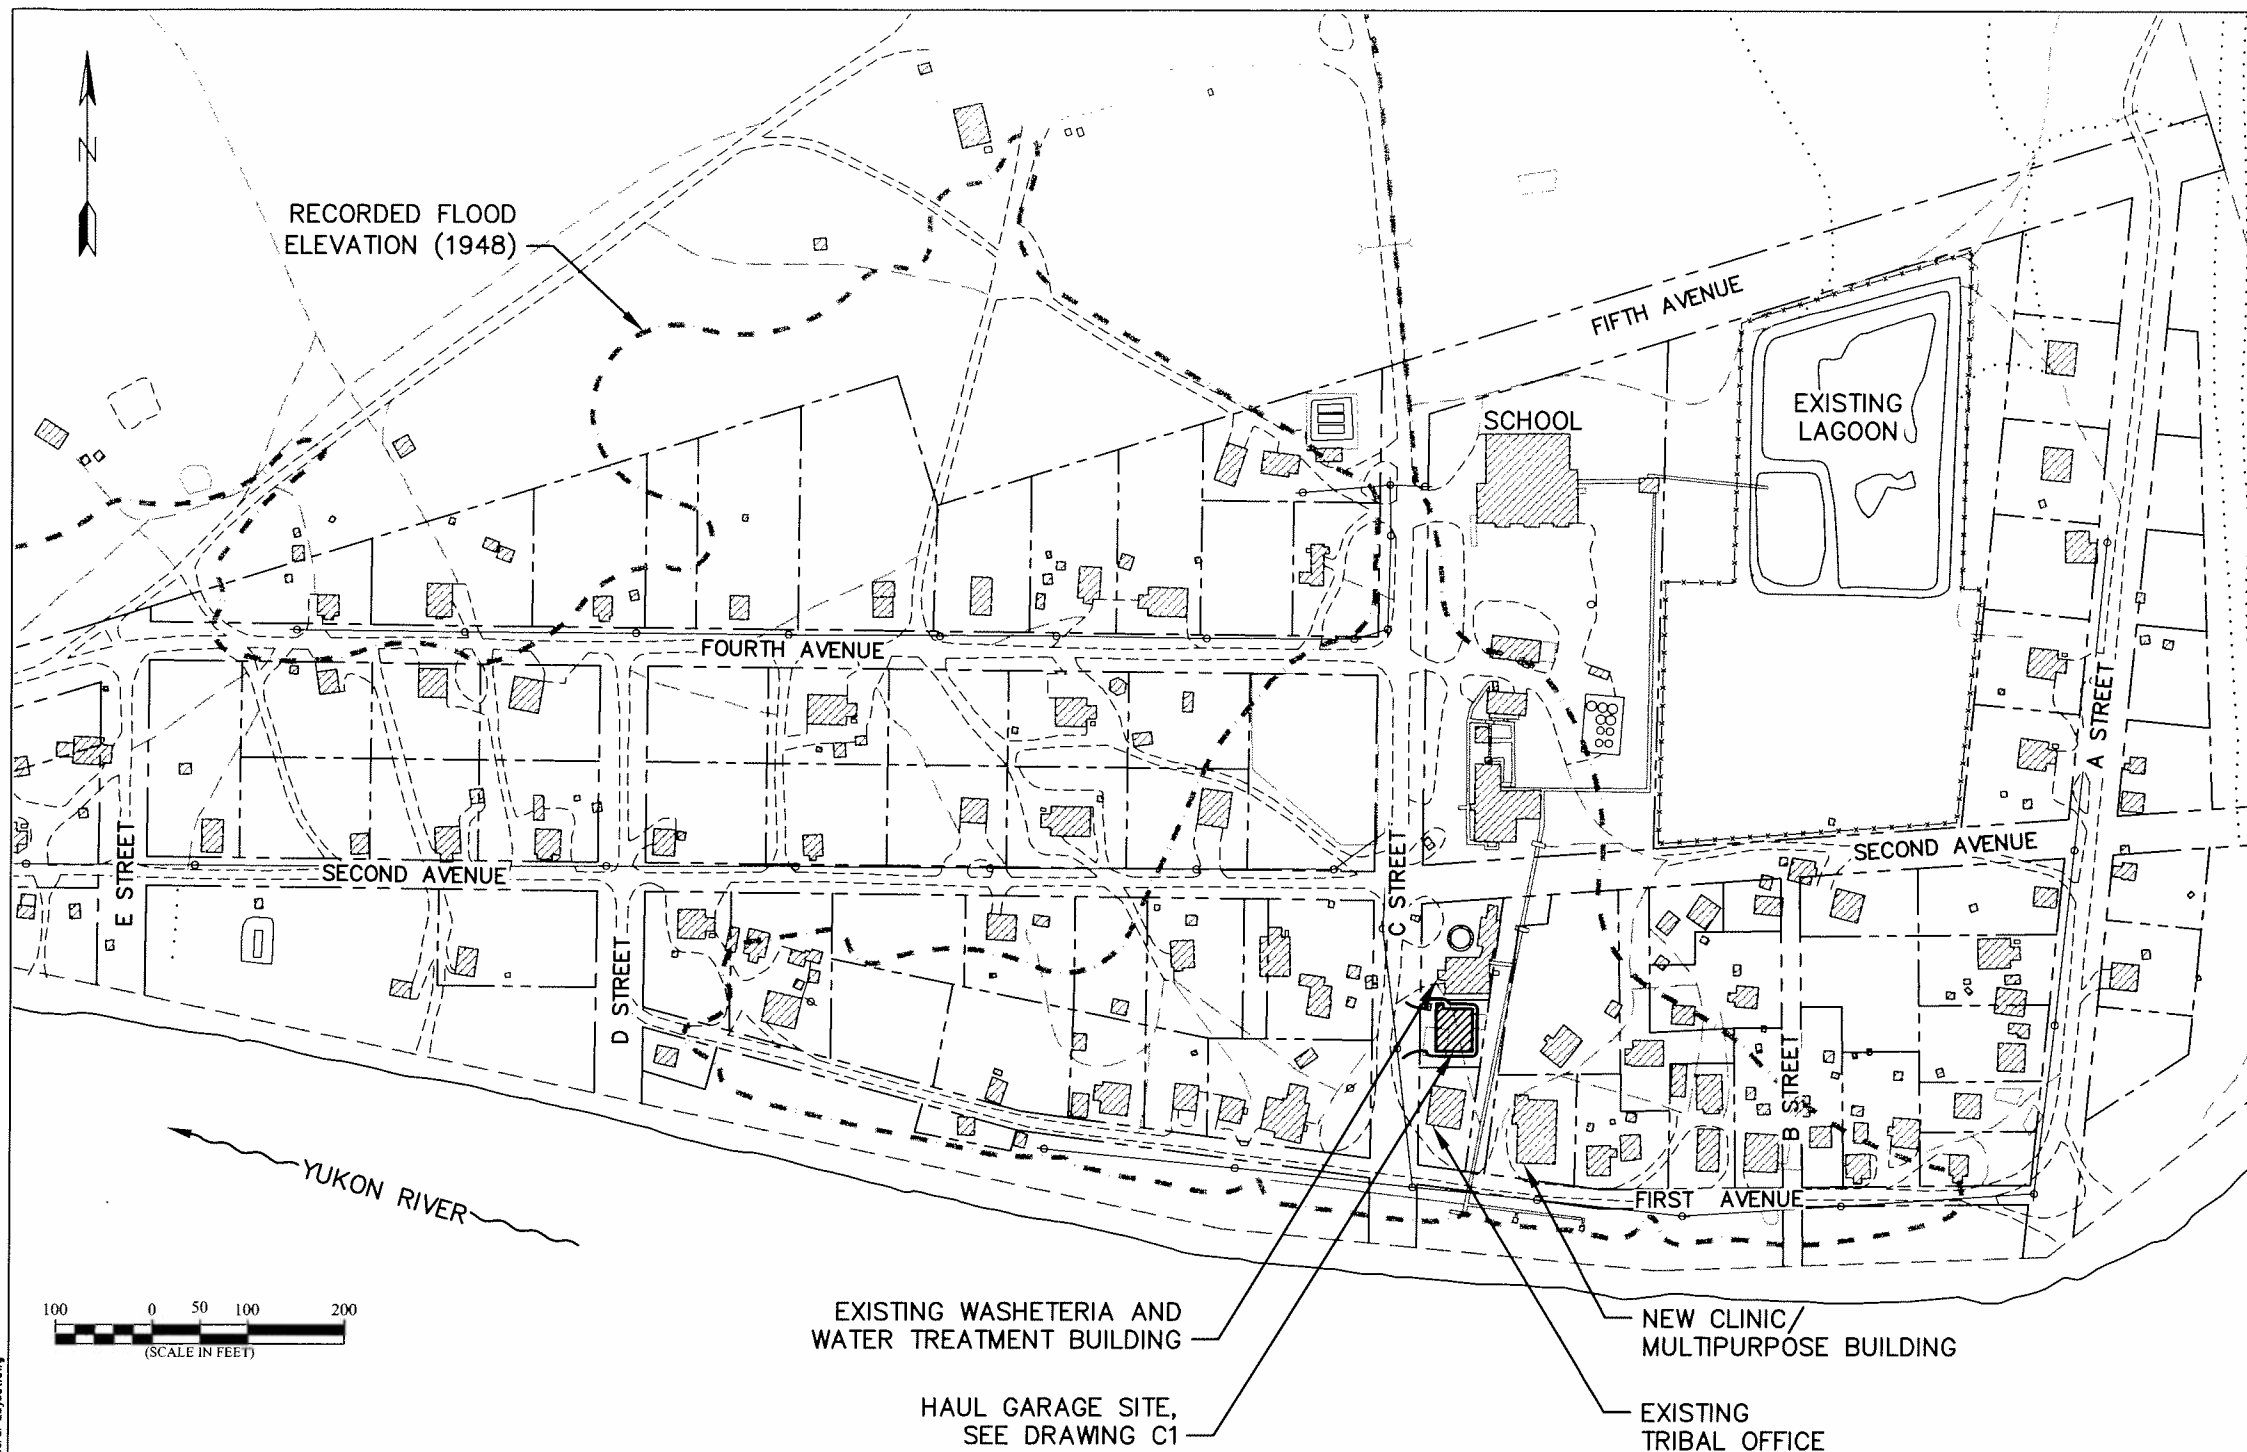 N
RECORDED FLOOD
ELEVATION (1948)
FIFTH AVENUE
SCHOOL
EXISTING
LAGOON
FOURTH AVENUE
A STREET
E STREET
SECOND AVENUE
D STREET
C STREET
SECOND AVENUE
B STREET
FIRST AVENUE
YUKON RIVER
100 0 50 100 200
(SCALE IN FEET)
EXISTING WASHETERIA AND
WATER TREATMENT BUILDING
NEW CLINIC/
MULTIPURPOSE BUILDING
HAUL GARAGE SITE,
SEE DRAWING C1
EXISTING
TRIBAL OFFICE